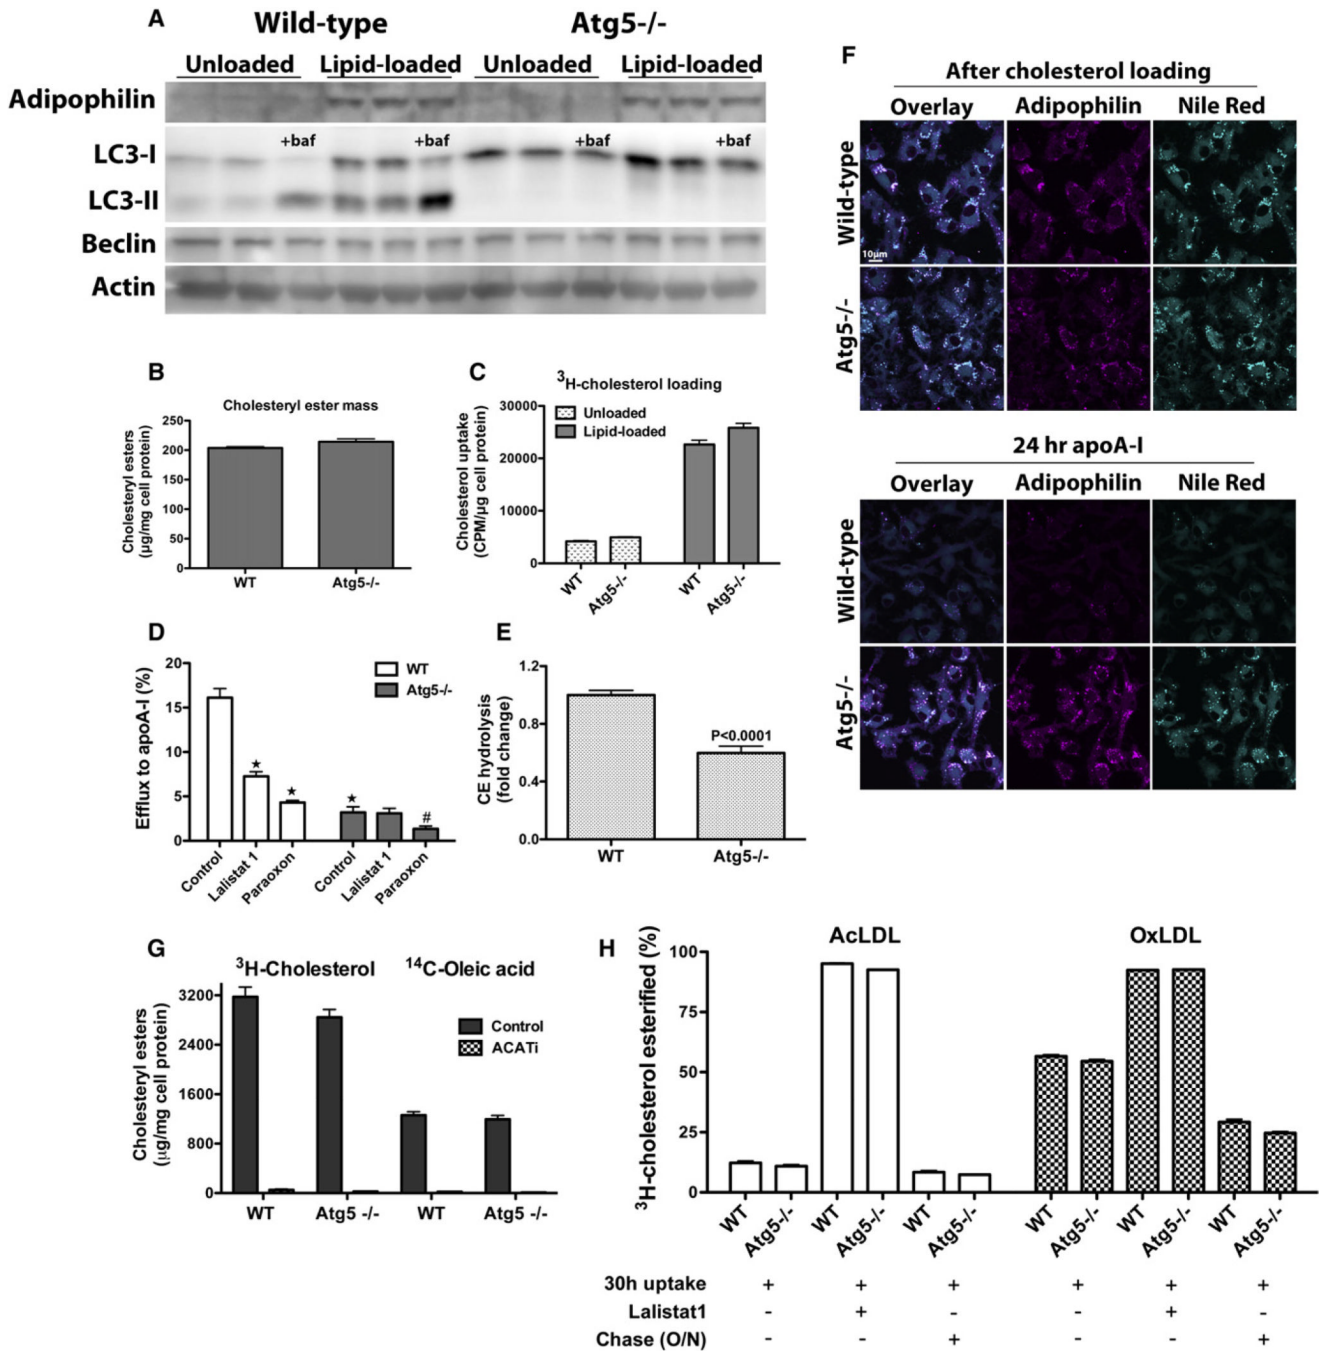 A
Wild-type Atg5-/-
Unloaded Lipid-loaded Unloaded Lipid-loaded
Adipophilin
+baf +baf +baf +baf
LC3-I
LC3-II
Beclin
Actin
B
Cholesteryl ester mass
Cholesteryl esters
(µg/mg cell protein)
250
200
150
100
50
0
WT Atg5-/-
C
³H-cholesterol loading
Cholesterol uptake
(CPM/µg cell protein)
30000
20000
10000
0
Unloaded
Lipid-loaded
WT Atg5-/- WT Atg5-/-
D
Efflux to apoA-I (%)
20
15
10
5
0
WT
Atg5-/-
★ ★ ★ #
Control Lalistat 1 Paraoxon Control Lalistat 1 Paraoxon
E
CE hydrolysis
(fold change)
1.2
0.8
0.4
0.0
P<0.0001
WT Atg5-/-
F
After cholesterol loading
Overlay Adipophilin Nile Red
Wild-type
10µm
Atg5-/-
24 hr apoA-I
Overlay Adipophilin Nile Red
Wild-type
Atg5-/-
G
³H-Cholesterol ¹⁴C-Oleic acid
Cholesteryl esters
(µg/mg cell protein)
3200
2400
1600
800
0
Control
ACATi
WT Atg5 -/- WT Atg5 -/-
H
AcLDL OxLDL
³H-cholesterol esterified (%)
100
75
50
25
0
WT Atg5-/- WT Atg5-/- WT Atg5-/- WT Atg5-/- WT Atg5-/- WT Atg5-/-
30h uptake + + + + + +
Lalistat1 - + - - + -
Chase (O/N) - - + - - +